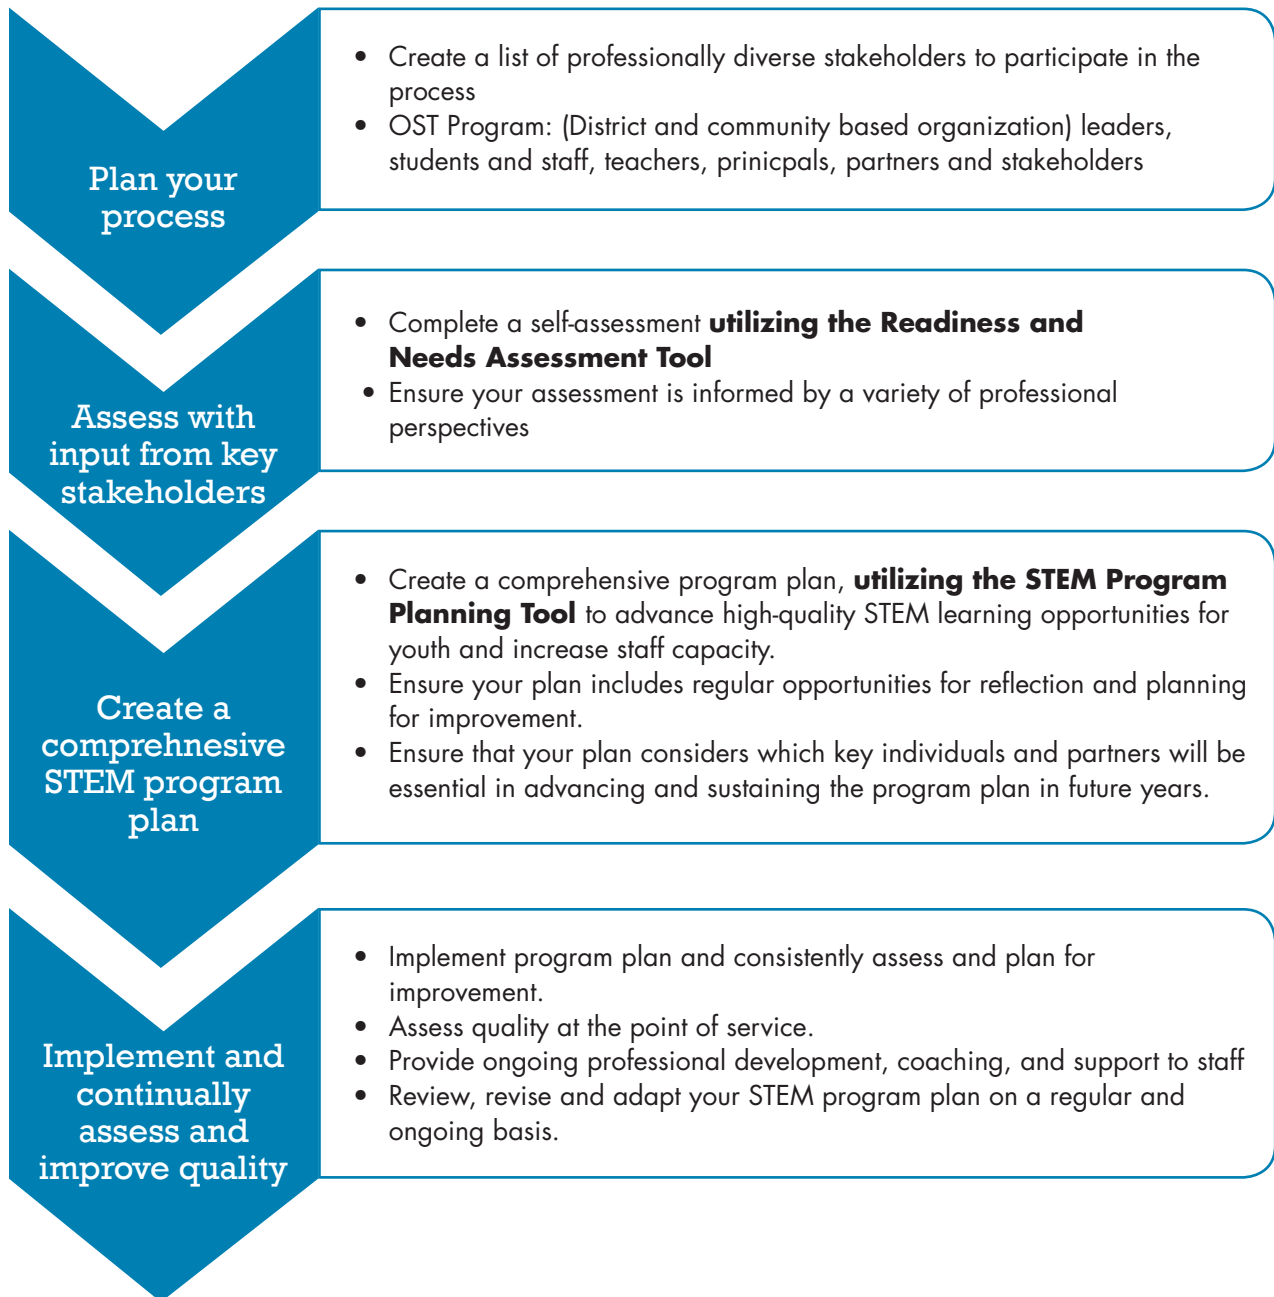 Plan your
process
• Create a list of professionally diverse stakeholders to participate in the
process
• OST Program: (District and community based organization) leaders,
students and staff, teachers, prinicpals, partners and stakeholders
Assess with
input from key
stakeholders
• Complete a self-assessment utilizing the Readiness and
Needs Assessment Tool
• Ensure your assessment is informed by a variety of professional
perspectives
Create a
comprehnesive
STEM program
plan
• Create a comprehensive program plan, utilizing the STEM Program
Planning Tool to advance high-quality STEM learning opportunities for
youth and increase staff capacity.
• Ensure your plan includes regular opportunities for reflection and planning
for improvement.
• Ensure that your plan considers which key individuals and partners will be
essential in advancing and sustaining the program plan in future years.
Implement and
continually
assess and
improve quality
• Implement program plan and consistently assess and plan for
improvement.
• Assess quality at the point of service.
• Provide ongoing professional development, coaching, and support to staff
• Review, revise and adapt your STEM program plan on a regular and
ongoing basis.